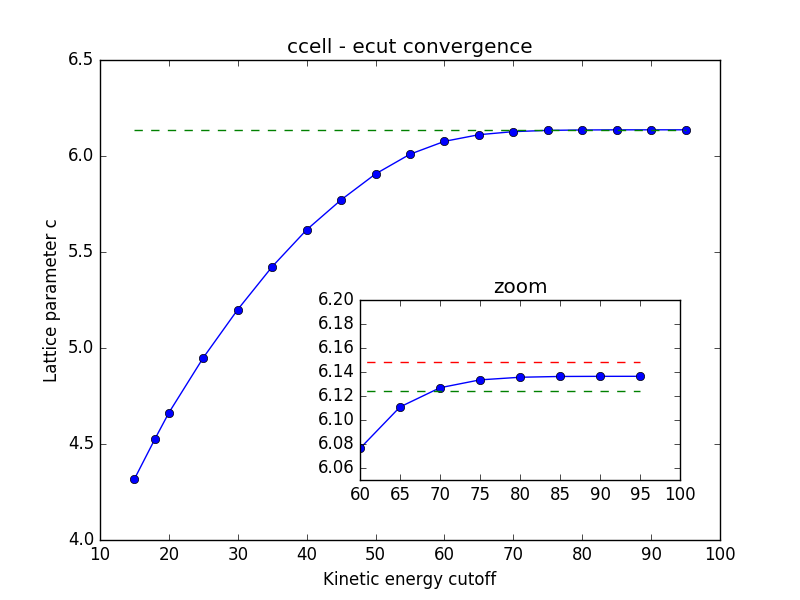 ccell - ecut convergence
6.5
6.0
5.5
5.0
4.5
4.0
Lattice parameter c
zoom
6.20
6.18
6.16
6.14
6.12
6.10
6.08
6.06
60 65 70 75 80 85 90 95 100
10 20 30 40 50 60 70 80 90 100
Kinetic energy cutoff